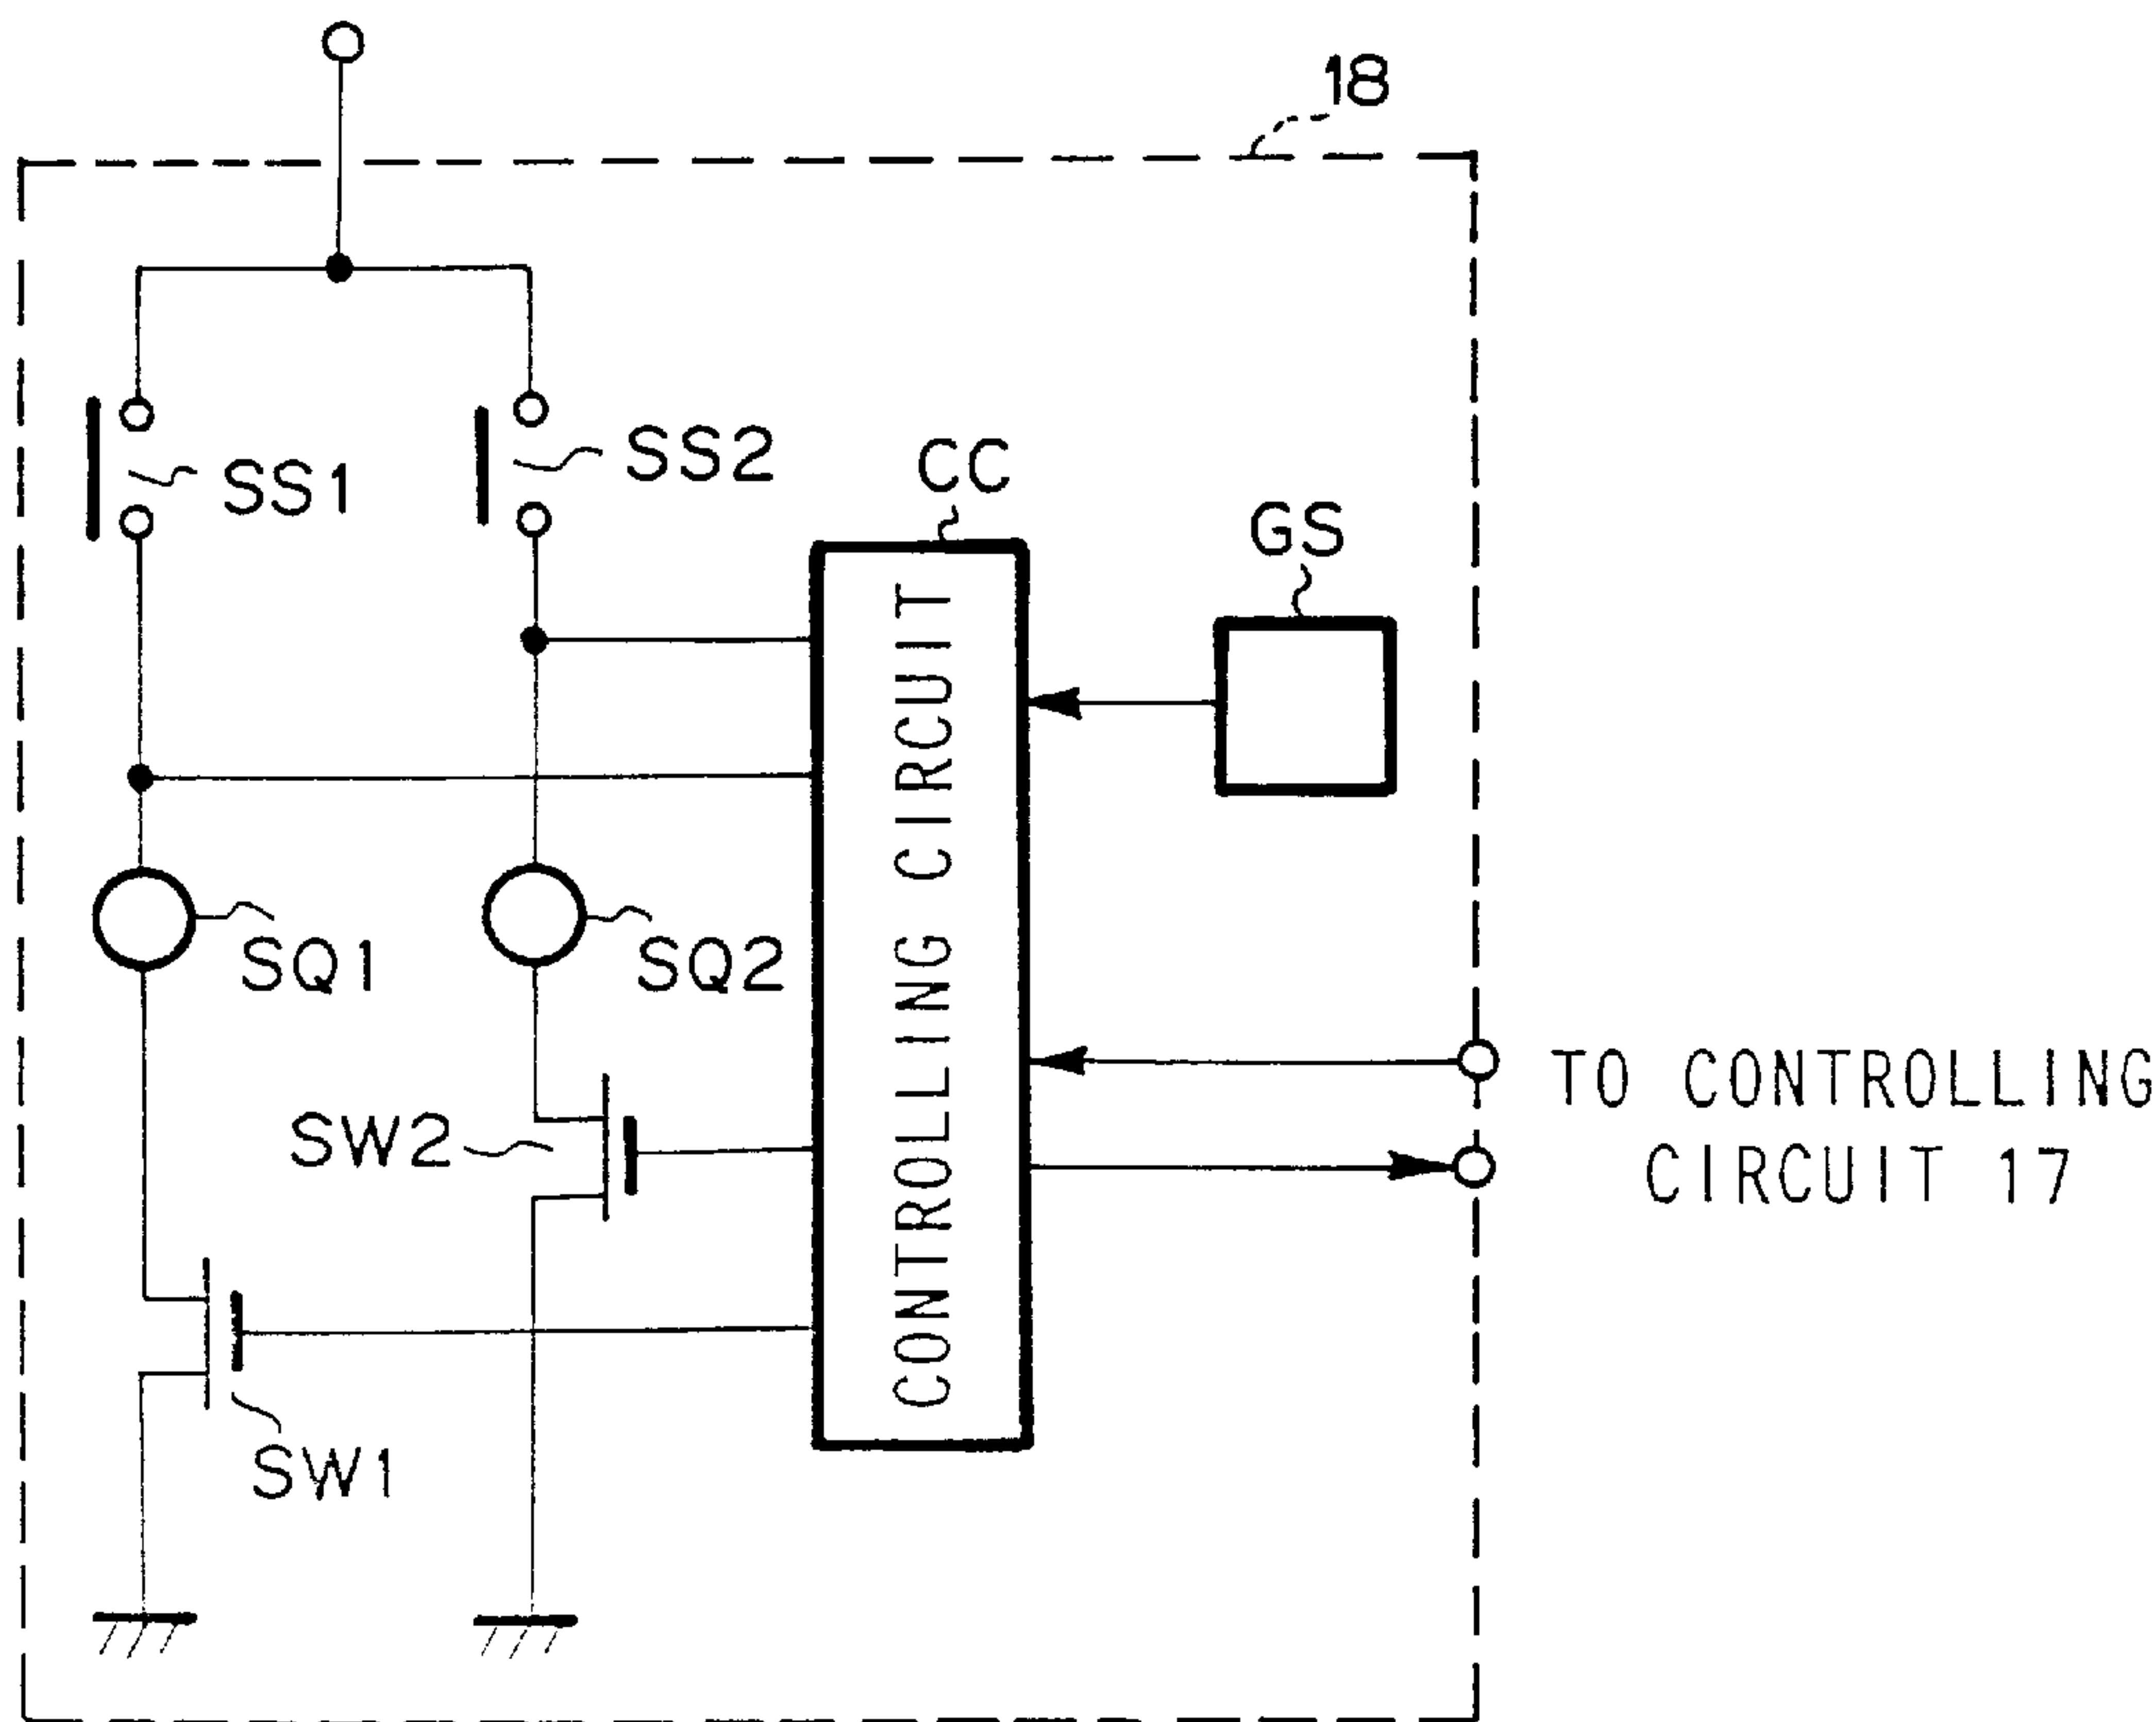 18
SS1
SS2
CC
GS
CONTROLLING CIRCUIT
SQ1
SQ2
TO CONTROLLING
CIRCUIT 17
SW2
SW1